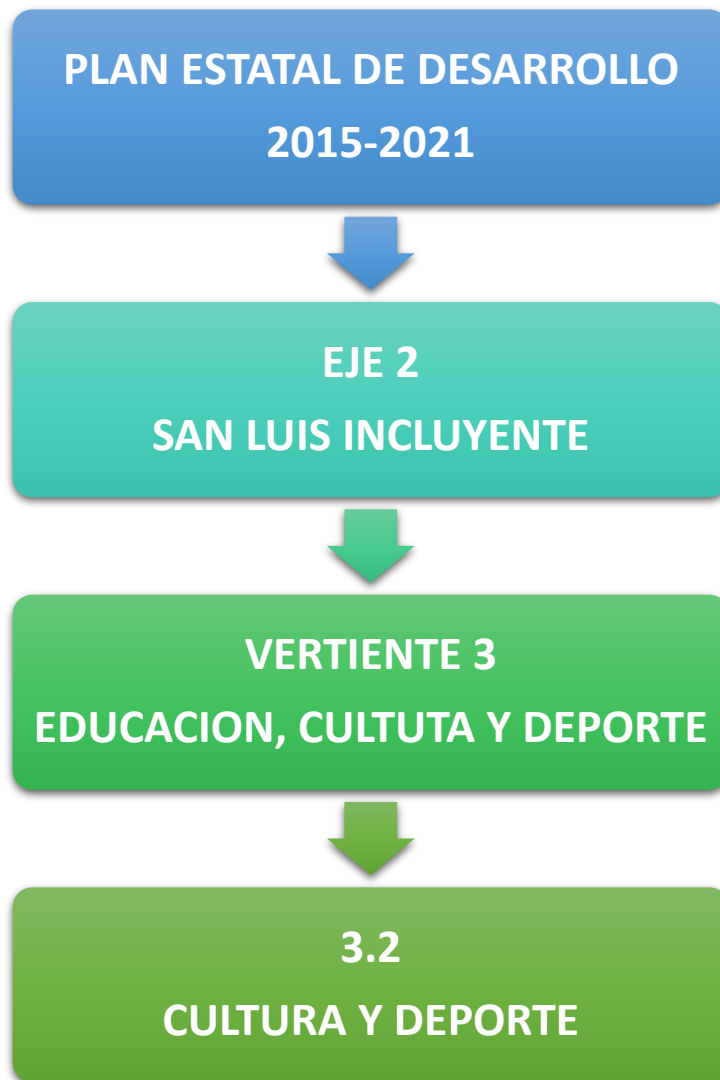 PLAN ESTATAL DE DESARROLLO
2015-2021
EJE 2
SAN LUIS INCLUYENTE
VERTIENTE 3
EDUCACION, CULTUTA Y DEPORTE
3.2
CULTURA Y DEPORTE